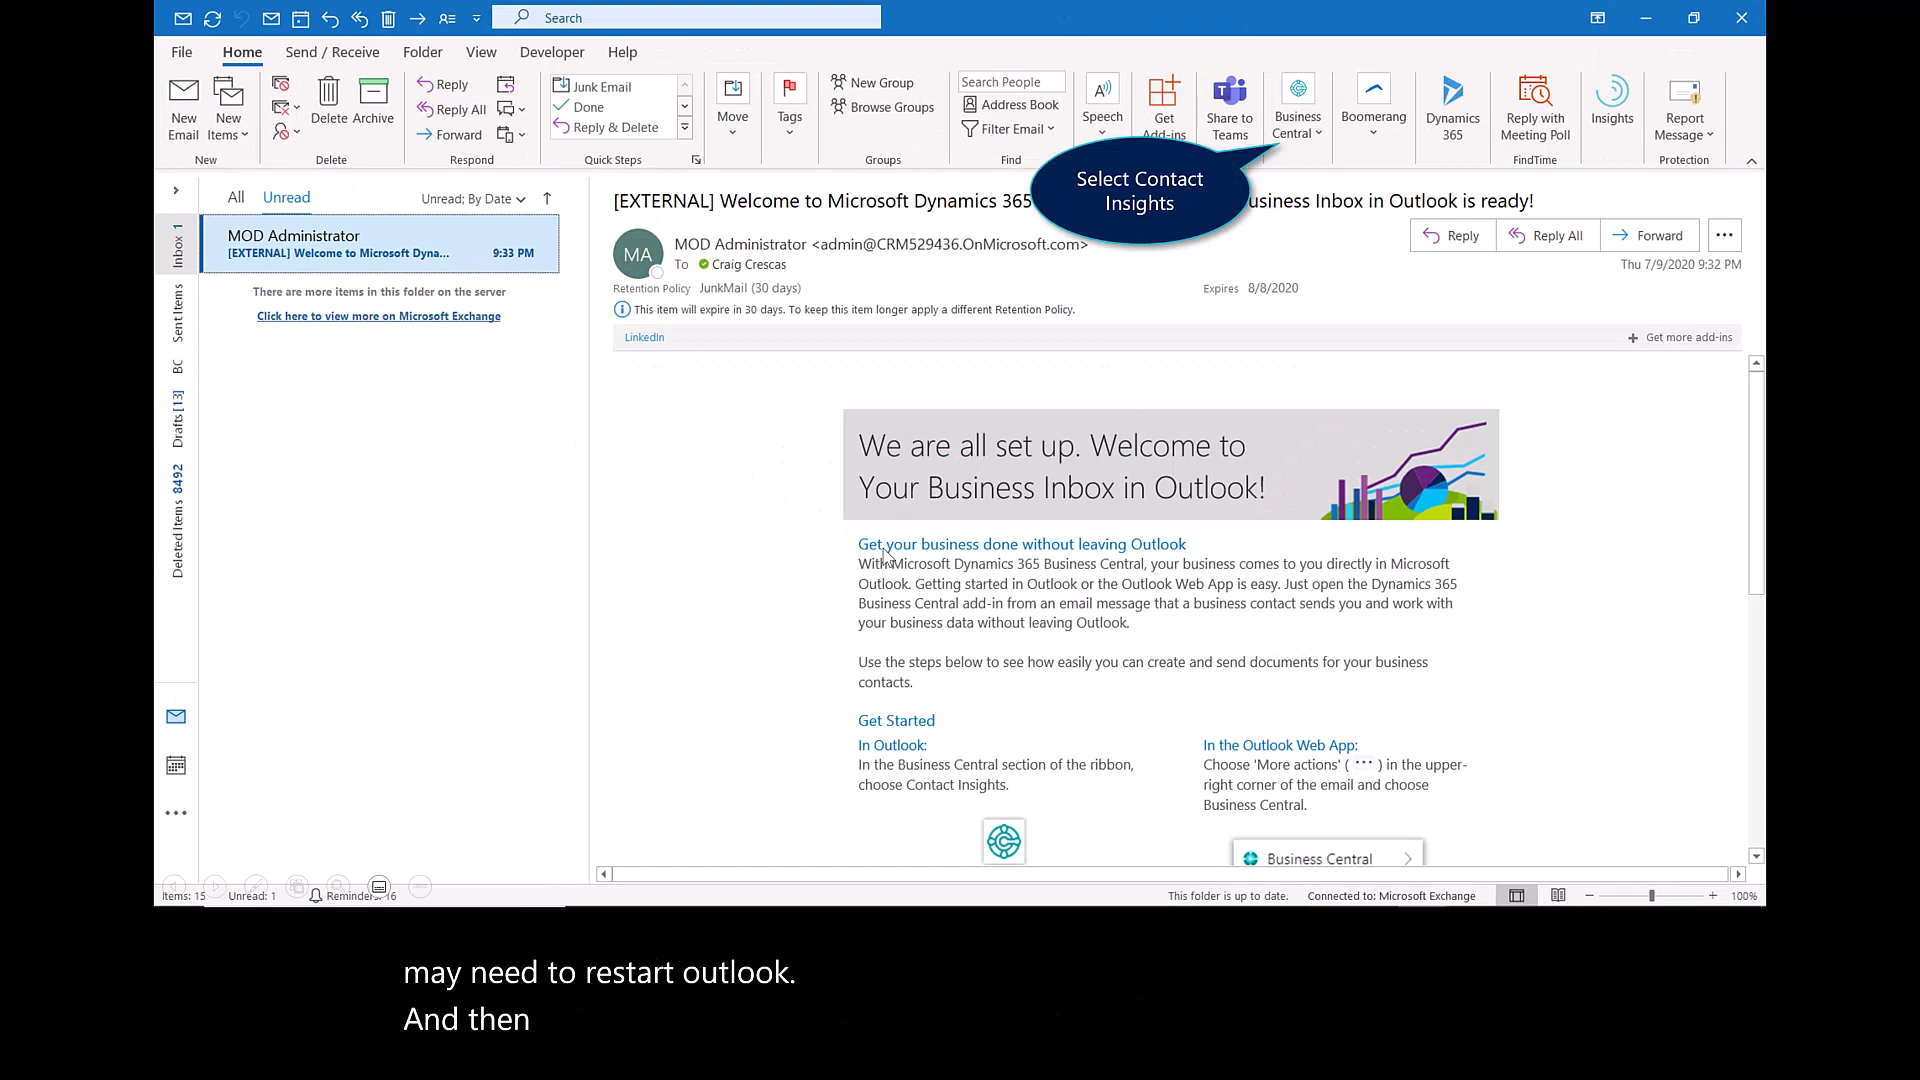 Search
File Home Send / Receive Folder View Developer Help
New
Email
New
Items
Delete
Archive
Reply
Reply All
Forward
Junk Email
Done
Reply & Delete
Move
Tags
New Group
Browse Groups
Search People
Address Book
Filter Email
Speech
Get
Add-ins
Share to
Teams
Business
Central
Boomerang
Dynamics
365
Reply with
Meeting Poll
Insights
Report
Message
New Delete Respond Quick Steps Groups Find FindTime Protection
Select Contact
Insights
All Unread Unread; By Date
MOD Administrator
[EXTERNAL] Welcome to Microsoft Dyna... 9:33 PM
There are more items in this folder on the server
Click here to view more on Microsoft Exchange
Inbox 1
Sent Items
BC
Drafts [13]
Deleted Items 8492
[EXTERNAL] Welcome to Microsoft Dynamics 365 usiness Inbox in Outlook is ready!
MA
MOD Administrator <admin@CRM529436.OnMicrosoft.com>
To Craig Crescas
Reply Reply All Forward
Thu 7/9/2020 9:32 PM
Retention Policy JunkMail (30 days) Expires 8/8/2020
This item will expire in 30 days. To keep this item longer apply a different Retention Policy.
LinkedIn + Get more add-ins
We are all set up. Welcome to
Your Business Inbox in Outlook!
Get your business done without leaving Outlook
With Microsoft Dynamics 365 Business Central, your business comes to you directly in Microsoft
Outlook. Getting started in Outlook or the Outlook Web App is easy. Just open the Dynamics 365
Business Central add-in from an email message that a business contact sends you and work with
your business data without leaving Outlook.
Use the steps below to see how easily you can create and send documents for your business
contacts.
Get Started
In Outlook:
In the Business Central section of the ribbon,
choose Contact Insights.
In the Outlook Web App:
Choose 'More actions' ( ··· ) in the upper-
right corner of the email and choose
Business Central.
Business Central
Items: 15 Unread: 1 Reminders: 16 This folder is up to date. Connected to: Microsoft Exchange 100%
may need to restart outlook.
And then